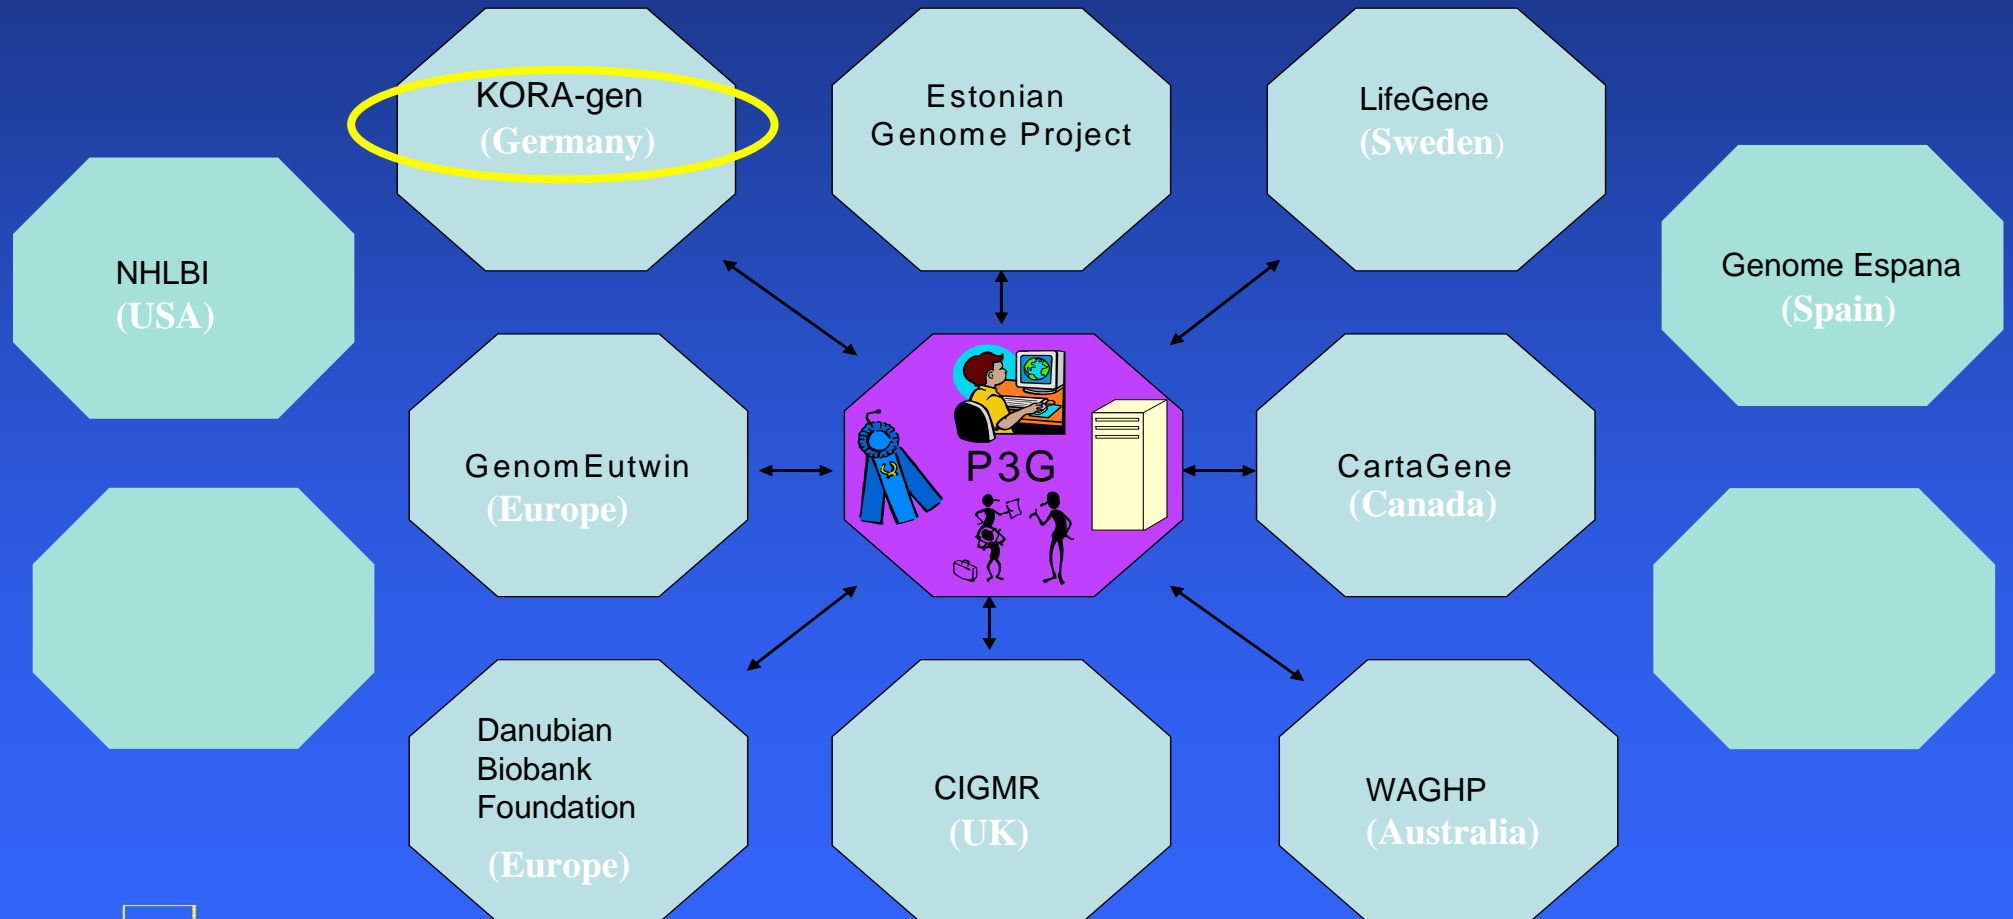 KORA-gen
(Germany)
Estonian
Genome Project
LifeGene
(Sweden)
NHLBI
(USA)
Genome Espana
(Spain)
GenomEutwin
(Europe)
P3G
CartaGene
(Canada)
Danubian
Biobank
Foundation
(Europe)
CIGMR
(UK)
WAGHP
(Australia)